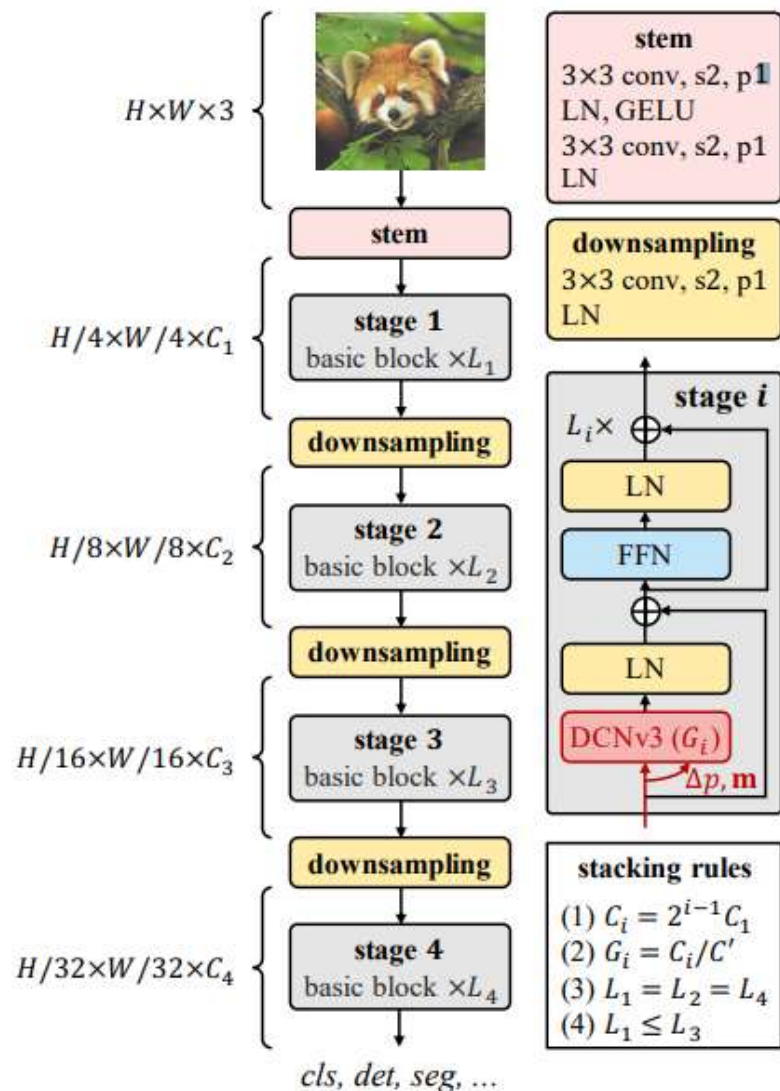 H×W×3
stem
H/4×W/4×C₁
stage 1
basic block ×L₁
downsampling
H/8×W/8×C₂
stage 2
basic block ×L₂
downsampling
H/16×W/16×C₃
stage 3
basic block ×L₃
downsampling
H/32×W/32×C₄
stage 4
basic block ×L₄
cls, det, seg, ...
stem
3×3 conv, s2, p1
LN, GELU
3×3 conv, s2, p1
LN
downsampling
3×3 conv, s2, p1
LN
stage i
Lᵢ×
LN
FFN
LN
DCNv3 (Gᵢ)
Δp, m
stacking rules
(1) Cᵢ = 2ⁱ⁻¹C₁
(2) Gᵢ = Cᵢ/C′
(3) L₁ = L₂ = L₄
(4) L₁ ≤ L₃